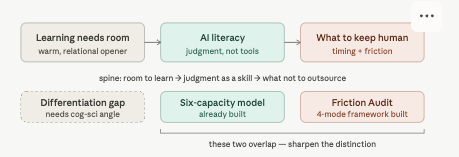 Learning needs room
warm, relational opener
AI literacy
judgment, not tools
What to keep human
timing + friction
spine: room to learn → judgment as a skill → what not to outsource
Differentiation gap
needs cog-sci angle
Six-capacity model
already built
Friction Audit
4-mode framework built
these two overlap — sharpen the distinction